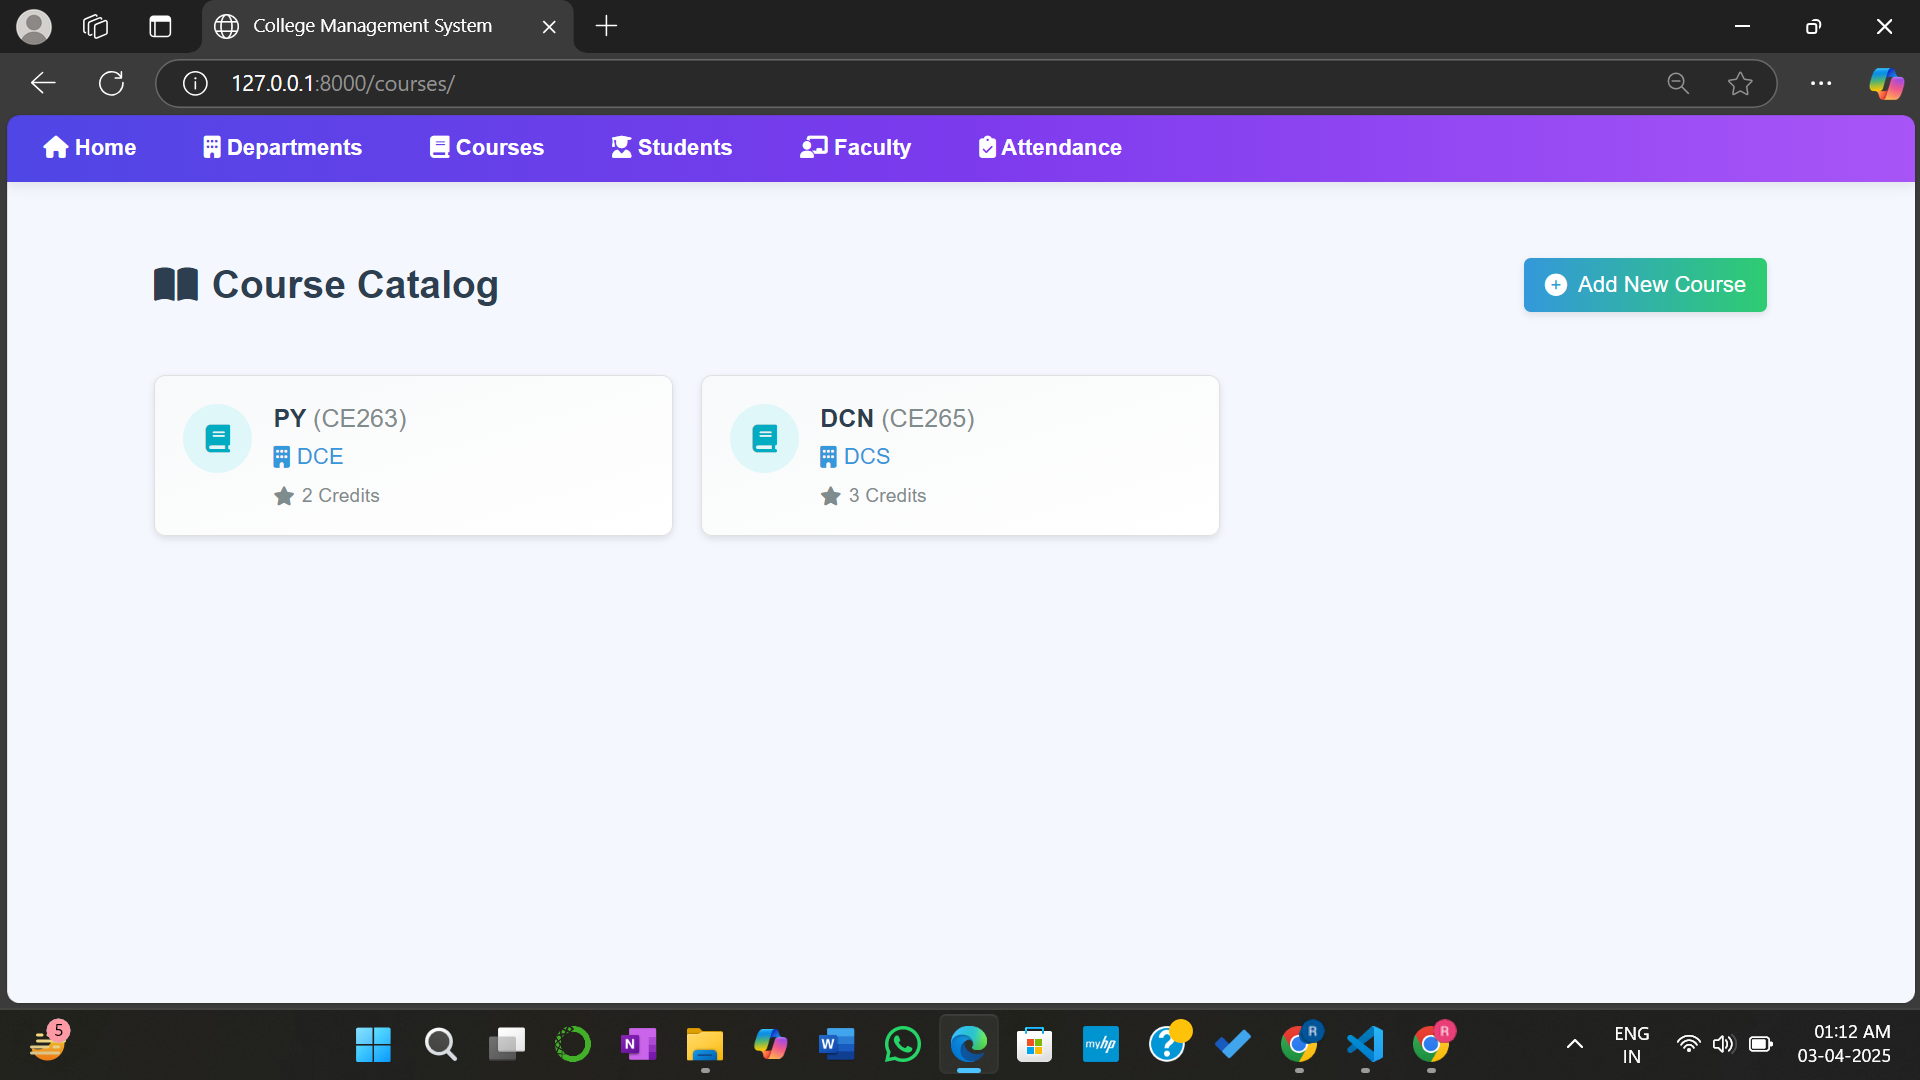 College Management System
127.0.0.1:8000/courses/
Home Departments Courses Students Faculty Attendance
Course Catalog
Add New Course
PY (CE263)
DCE
2 Credits
DCN (CE265)
DCS
3 Credits
5
N
W
myhp
?
R
R
ENG
IN
01:12 AM
03-04-2025